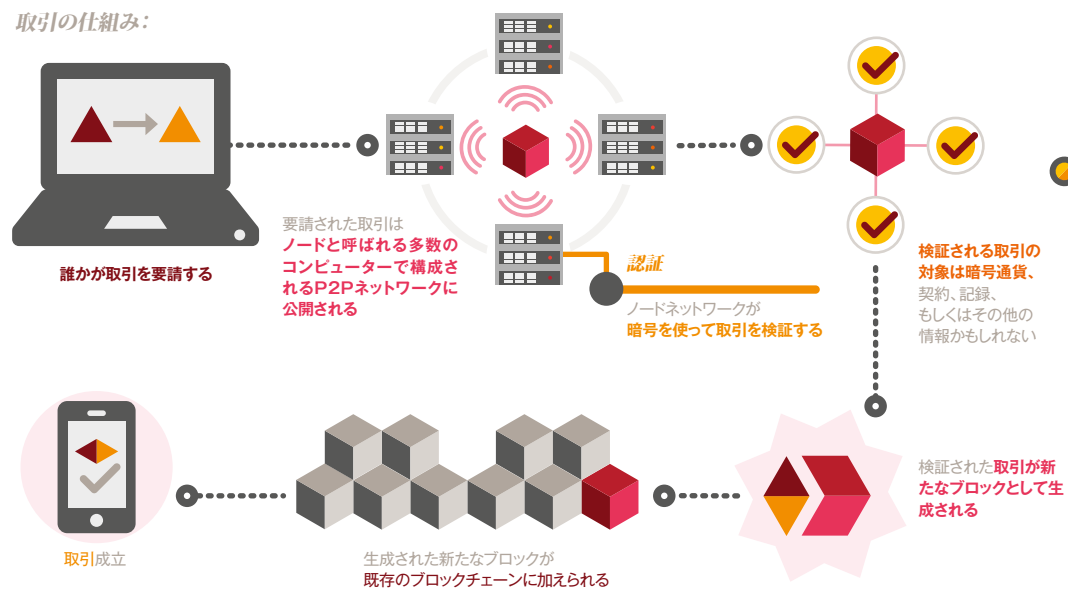 取引の仕組み：
誰かが取引を要請する
要請された取引は
ノードと呼ばれる多数の
コンピューターで構成さ
れるP2Pネットワークに
公開される
認証
ノードネットワークが
暗号を使って取引を検証する
検証される取引の
対象は暗号通貨、
契約、記録、
もしくはその他の
情報かもしれない
検証された取引が新
たなブロックとして生
成される
生成された新たなブロックが
既存のブロックチェーンに加えられる
取引成立